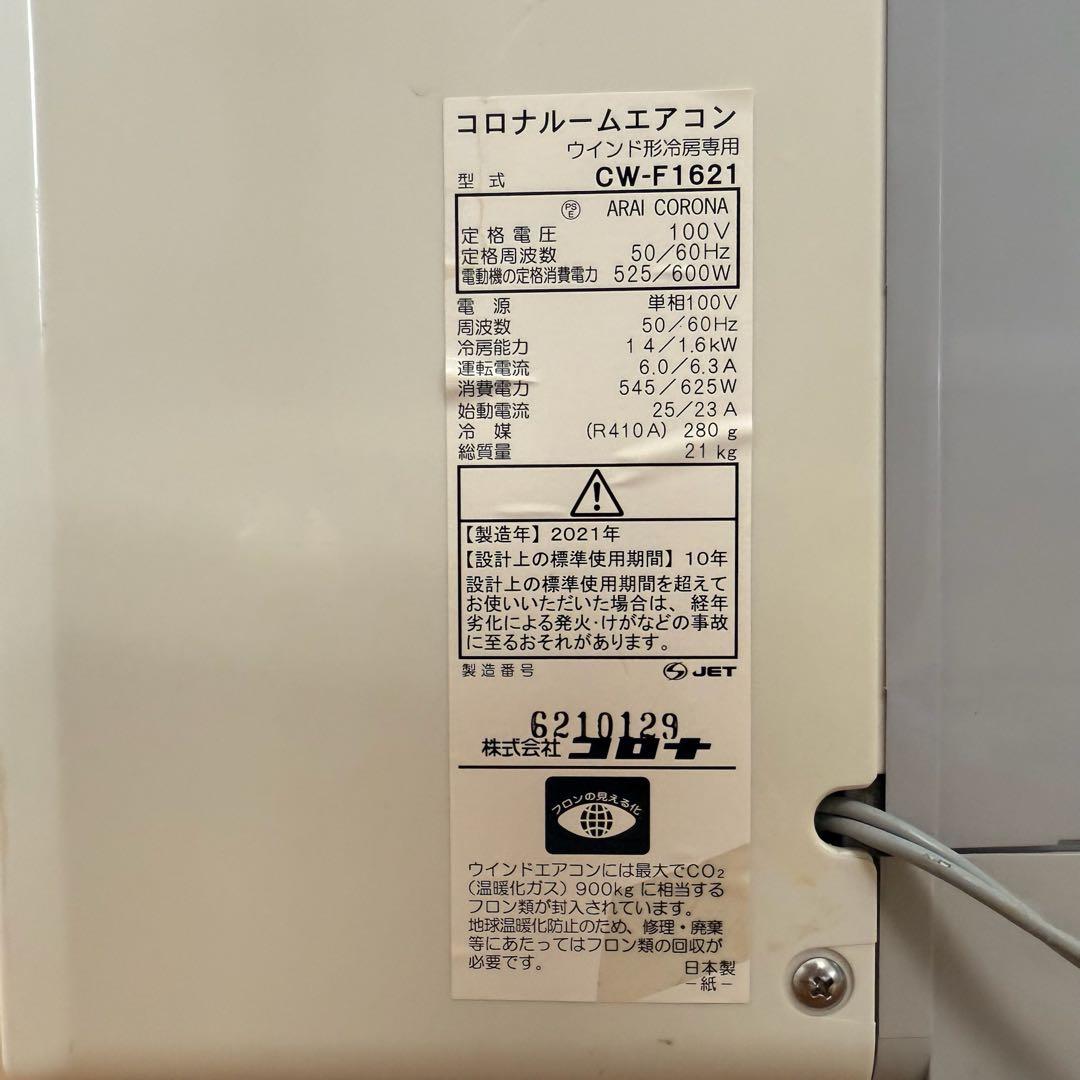 コロナルームエアコン
ウインド形冷房専用
型式 CW-F1621
PSE ARAI CORONA
定格電圧 100V
定格周波数 50/60Hz
電動機の定格消費電力 525/600W
電源 単相100V
周波数 50/60Hz
冷房能力 1.4/1.6kW
運転電流 6.0/6.3A
消費電力 545/625W
始動電流 25/23A
冷媒 (R410A) 280g
総質量 21kg
【製造年】2021年
【設計上の標準使用期間】10年
設計上の標準使用期間を超えて
お使いいただいた場合は、経年
劣化による発火・けがなどの事故
に至るおそれがあります。
製造番号 JET
6210129
株式会社コロナ
フロンの見える化
ウインドエアコンには最大でCO₂
(温暖化ガス)900kgに相当する
フロン類が封入されています。
地球温暖化防止のため、修理・廃棄
等にあたってはフロン類の回収が
必要です。
日本製
-紙-